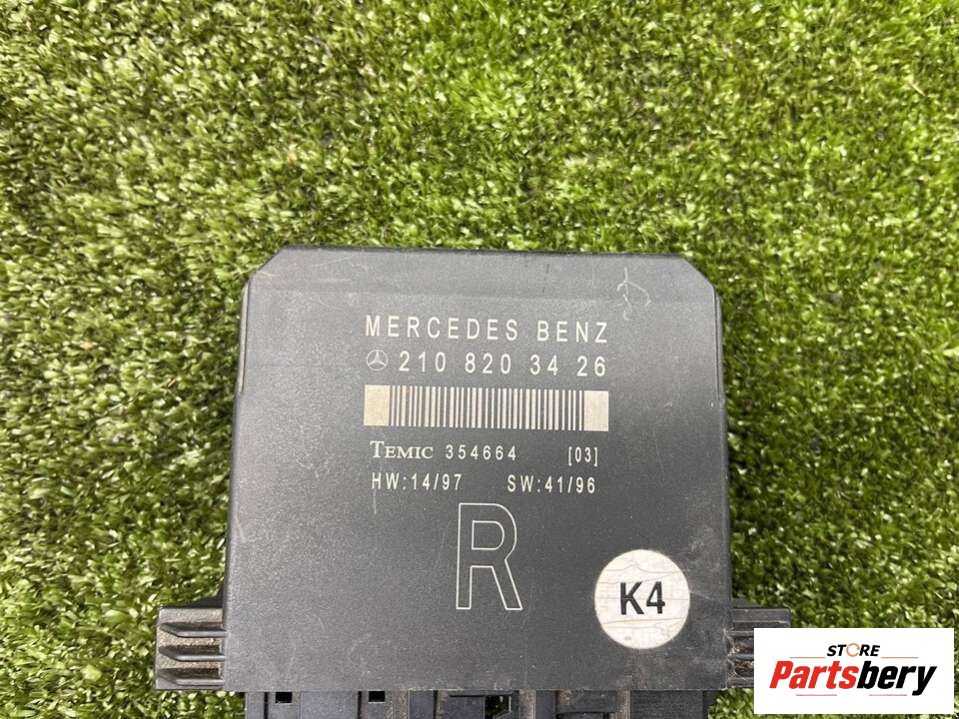 MERCEDES BENZ
210 820 34 26
TEMIC 354664 [03]
HW:14/97 SW:41/96
R
K4
STORE
Partsbery